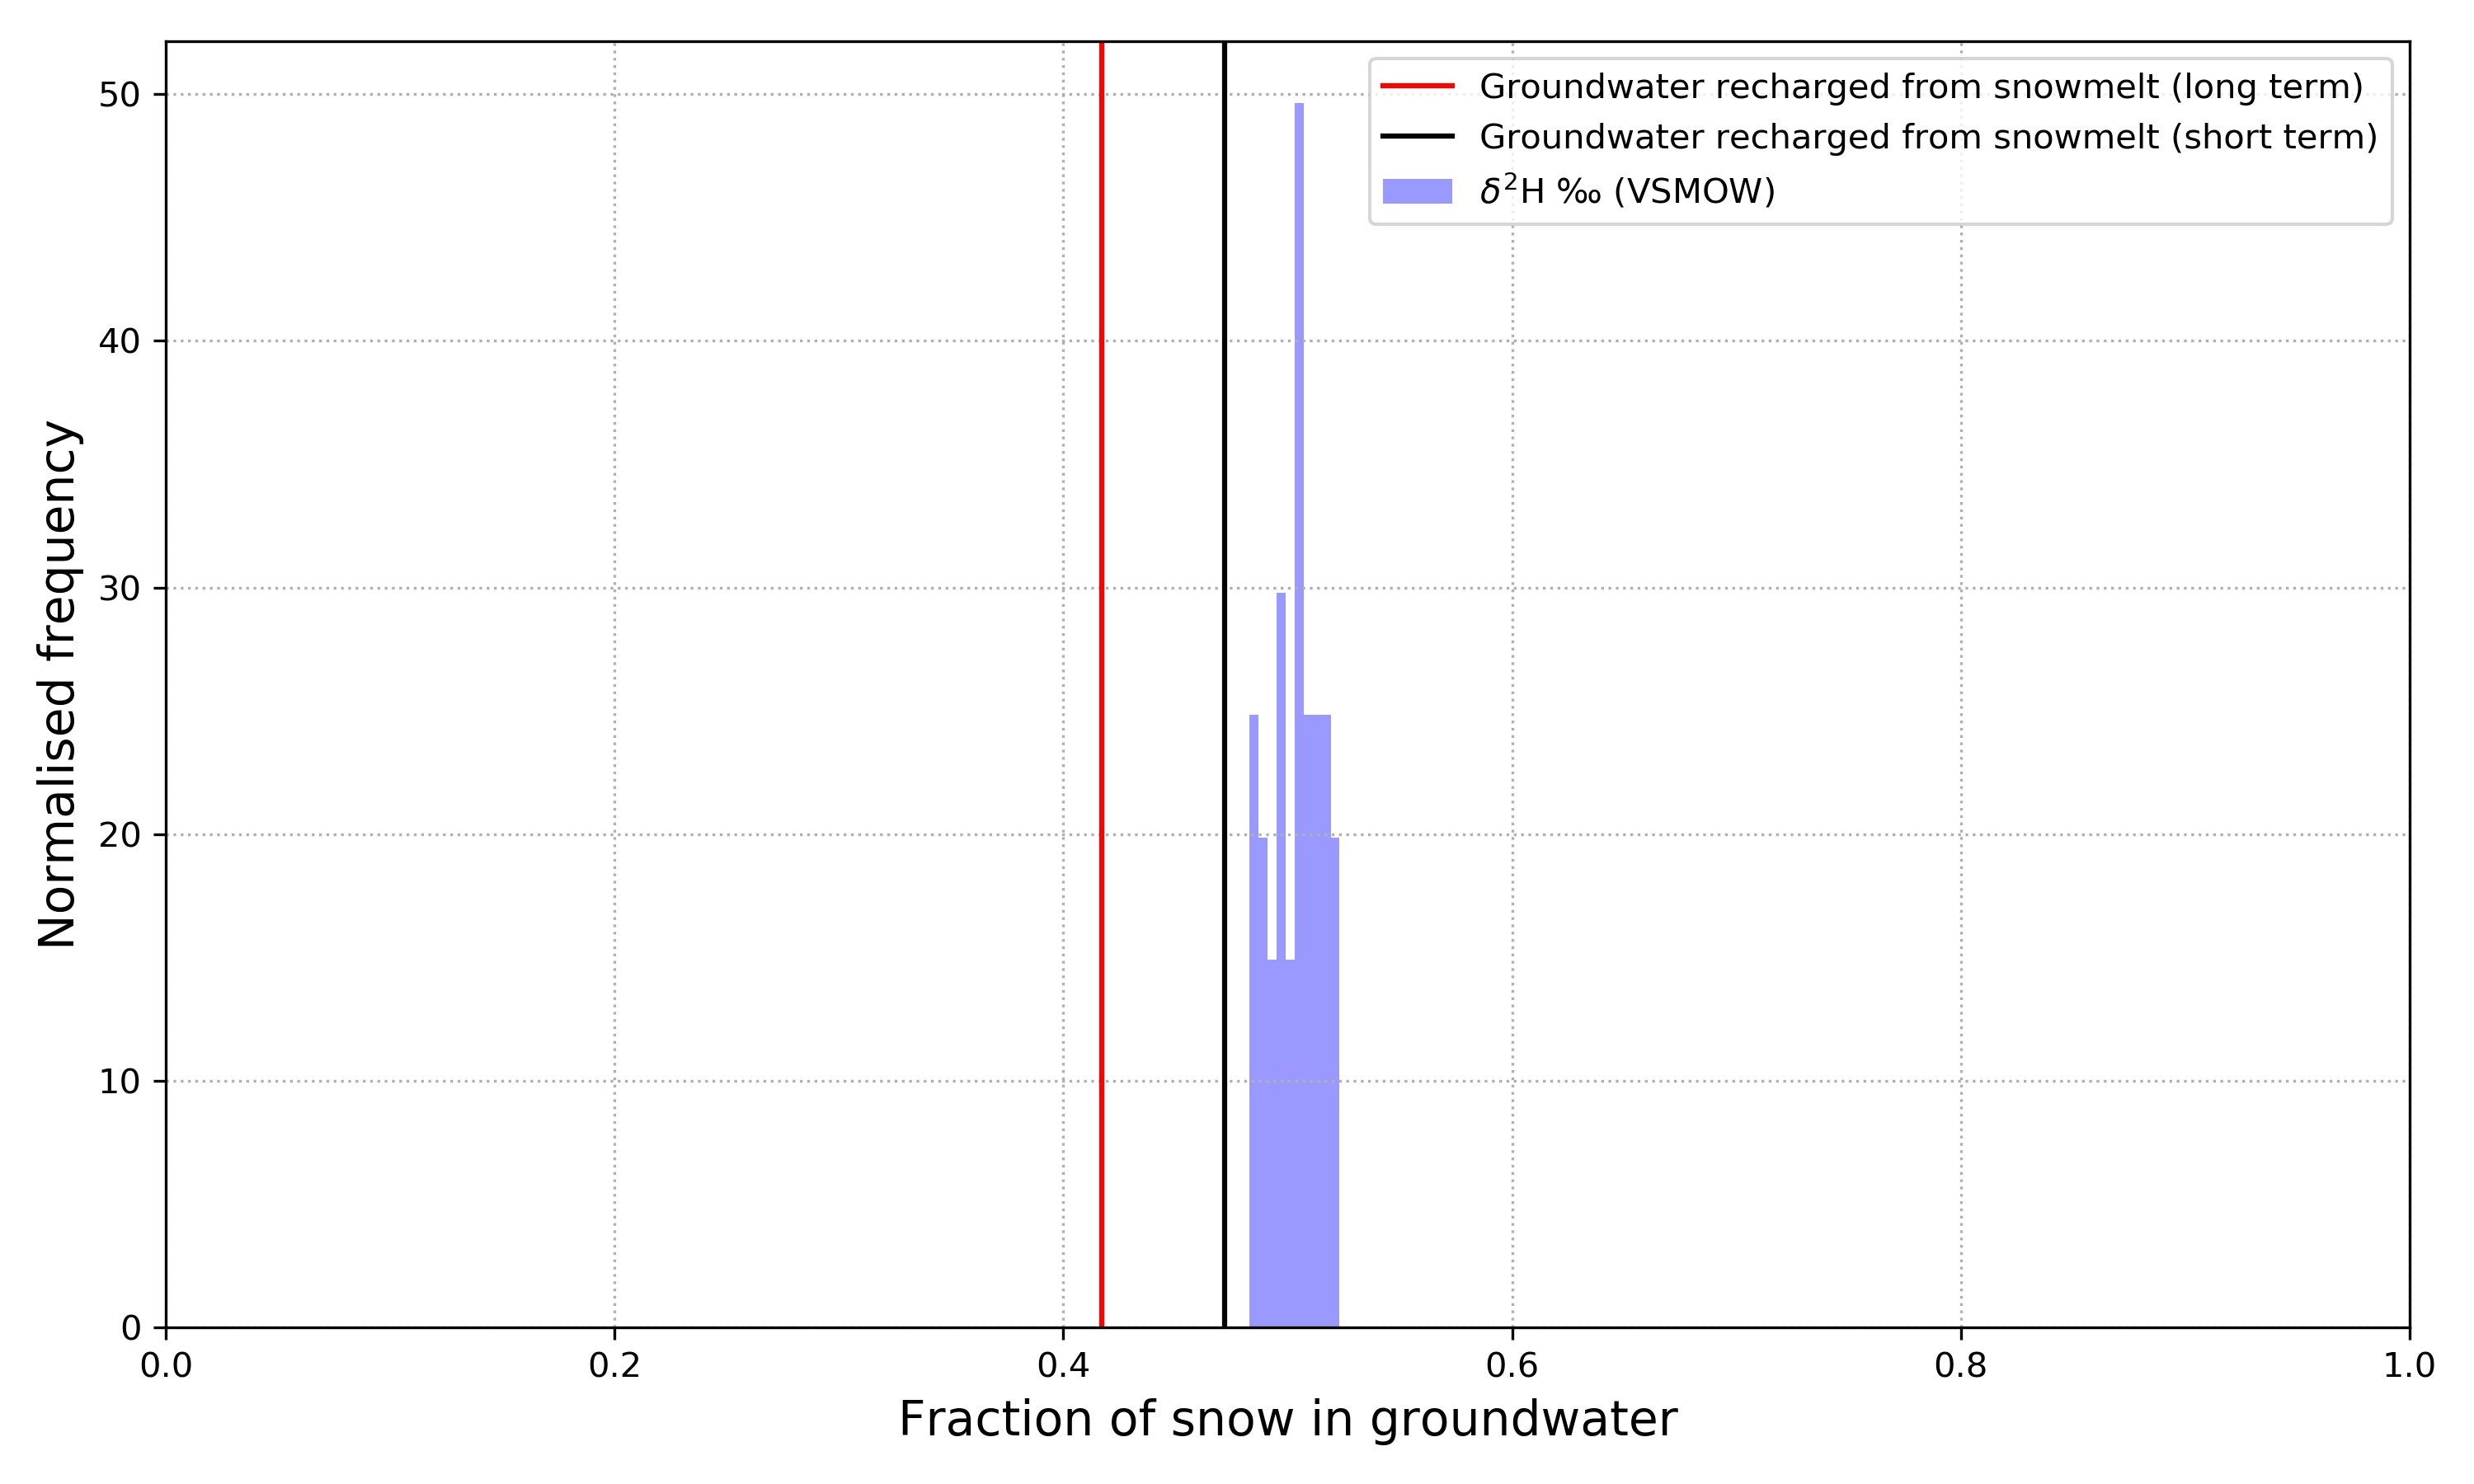 Groundwater recharged from snowmelt (long term)
Groundwater recharged from snowmelt (short term)
δ²H ‰ (VSMOW)
50
40
30
20
10
0
Normalised frequency
0.0 0.2 0.4 0.6 0.8 1.0
Fraction of snow in groundwater